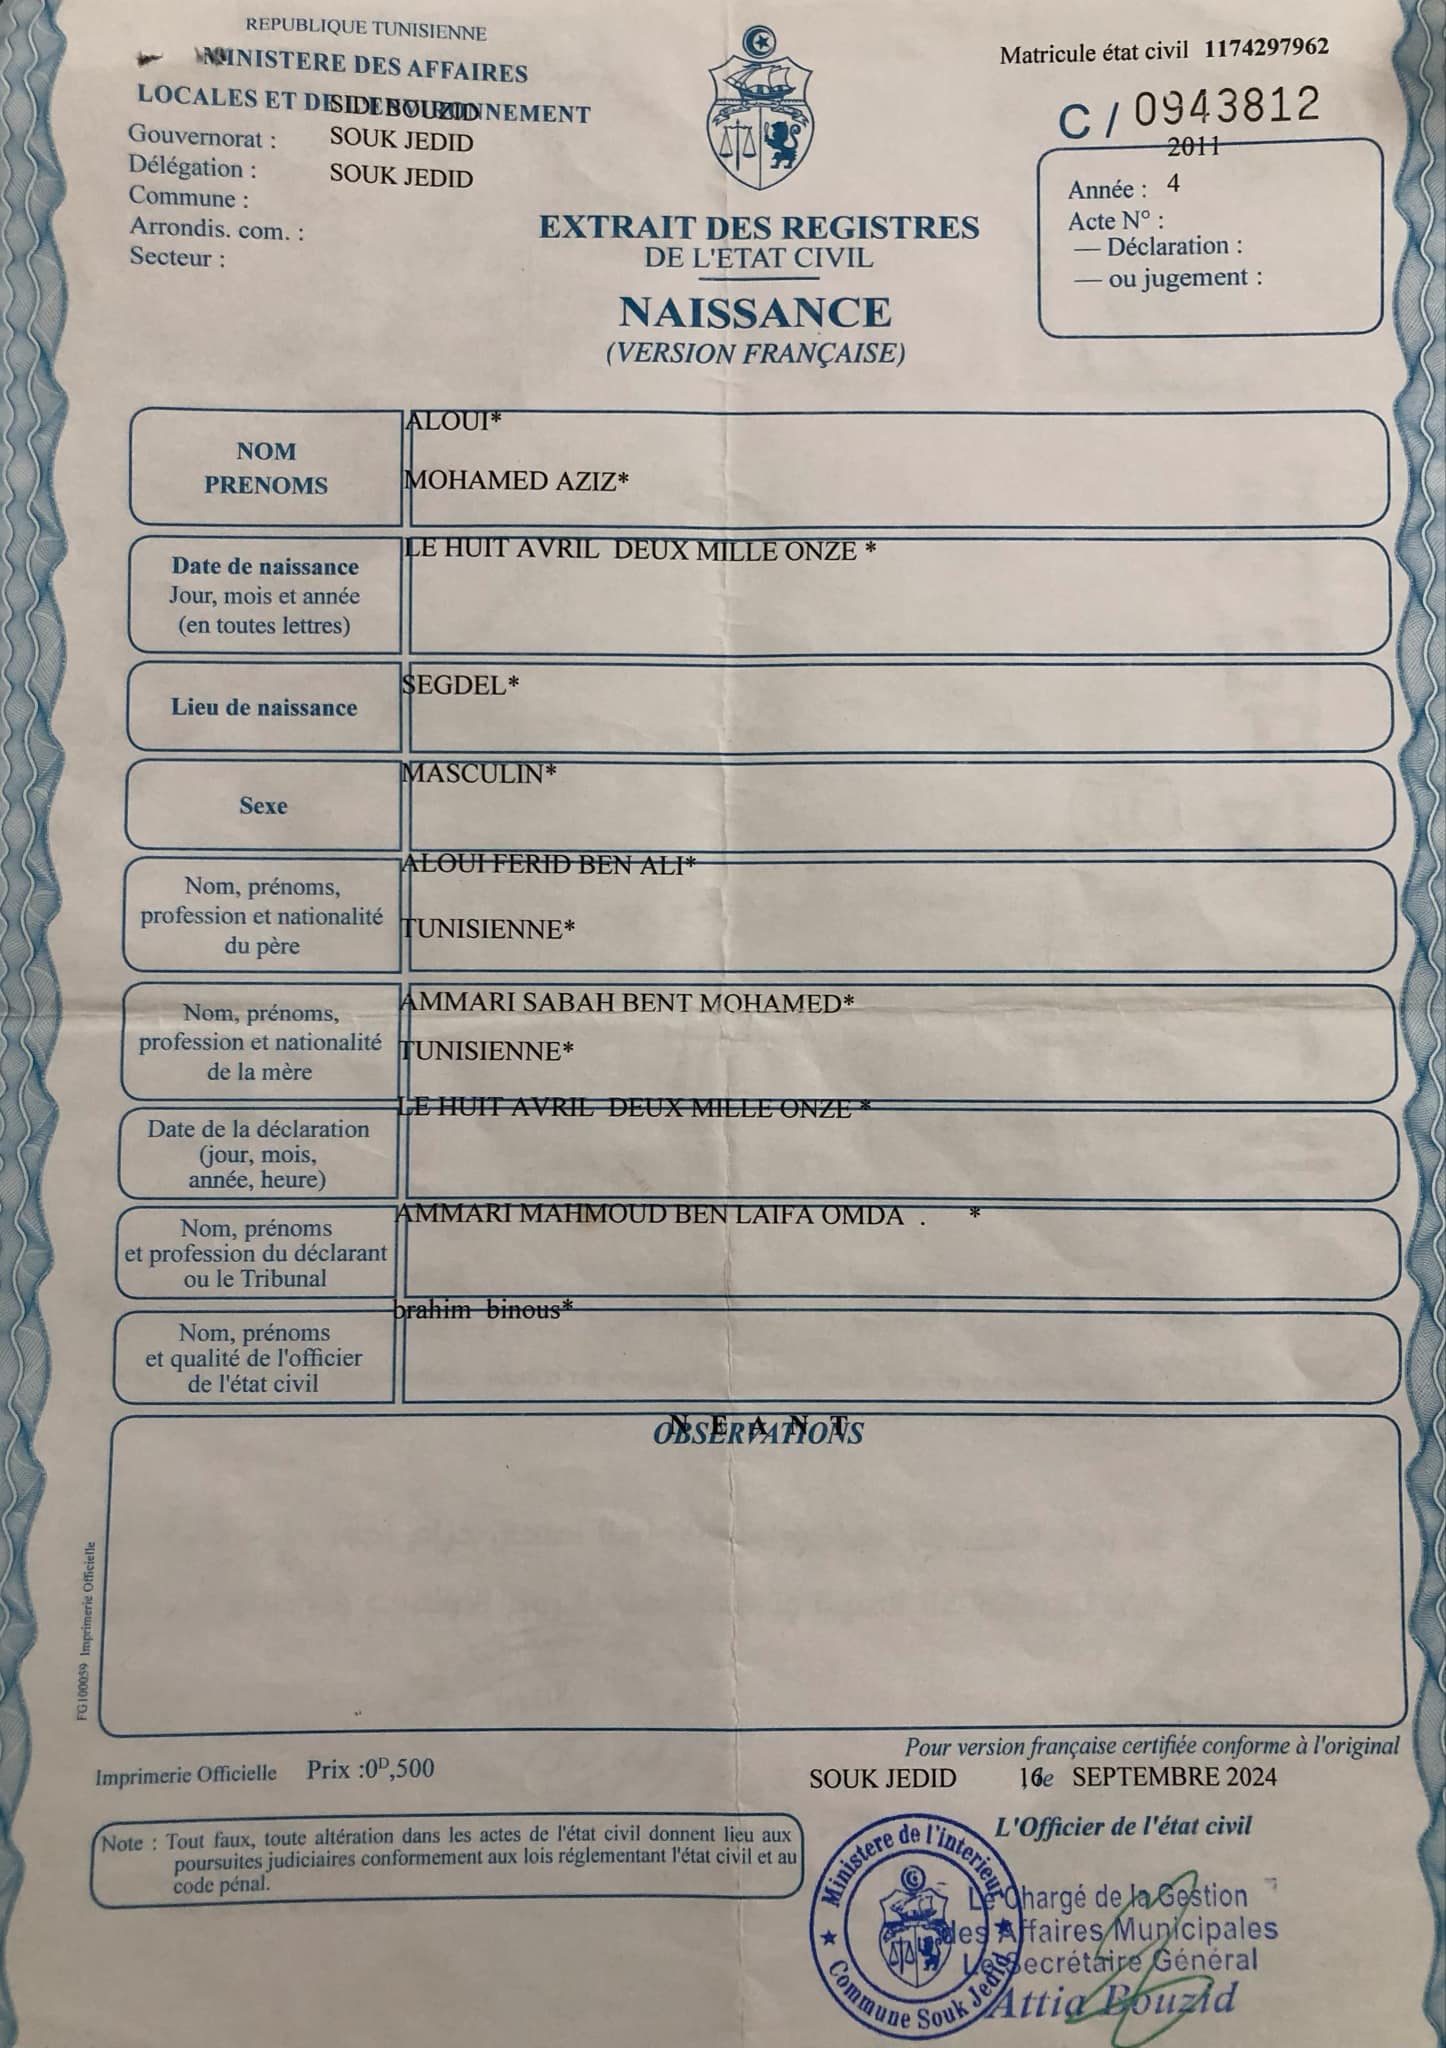 REPUBLIQUE TUNISIENNE
MINISTERE DES AFFAIRES
LOCALES ET DE L'ENVIRONNEMENT
SIDI BOUZID
Gouvernorat : SOUK JEDID
Délégation : SOUK JEDID
Commune :
Arrondis. com. :
Secteur :
Matricule état civil 1174297962
C / 0943812
2011
Année : 4
Acte N° :
— Déclaration :
— ou jugement :
EXTRAIT DES REGISTRES
DE L'ETAT CIVIL
NAISSANCE
(VERSION FRANÇAISE)
NOM
PRENOMS
ALOUI*
MOHAMED AZIZ*
Date de naissance
Jour, mois et année
(en toutes lettres)
LE HUIT AVRIL DEUX MILLE ONZE *
Lieu de naissance
SEGDEL*
Sexe
MASCULIN*
Nom, prénoms,
profession et nationalité
du père
ALOUI FERID BEN ALI*
TUNISIENNE*
Nom, prénoms,
profession et nationalité
de la mère
AMMARI SABAH BENT MOHAMED*
TUNISIENNE*
Date de la déclaration
(jour, mois,
année, heure)
LE HUIT AVRIL DEUX MILLE ONZE *
Nom, prénoms
et profession du déclarant
ou le Tribunal
AMMARI MAHMOUD BEN LAIFA OMDA . *
Nom, prénoms
et qualité de l'officier
de l'état civil
brahim binous*
OBSERVATIONS
N E A N T
FG100059 Imprimerie Officielle
Imprimerie Officielle Prix :0ᴰ,500
Pour version française certifiée conforme à l'original
SOUK JEDID 16 SEPTEMBRE 2024
L'Officier de l'état civil
Note : Tout faux, toute altération dans les actes de l'état civil donnent lieu aux
poursuites judiciaires conformement aux lois réglementant l'état civil et au
code pénal.
Ministere de l'interieur
Commune Souk Jedid
Le Chargé de la Gestion
des Affaires Municipales
Le Secrétaire Général
Attia Bouzid